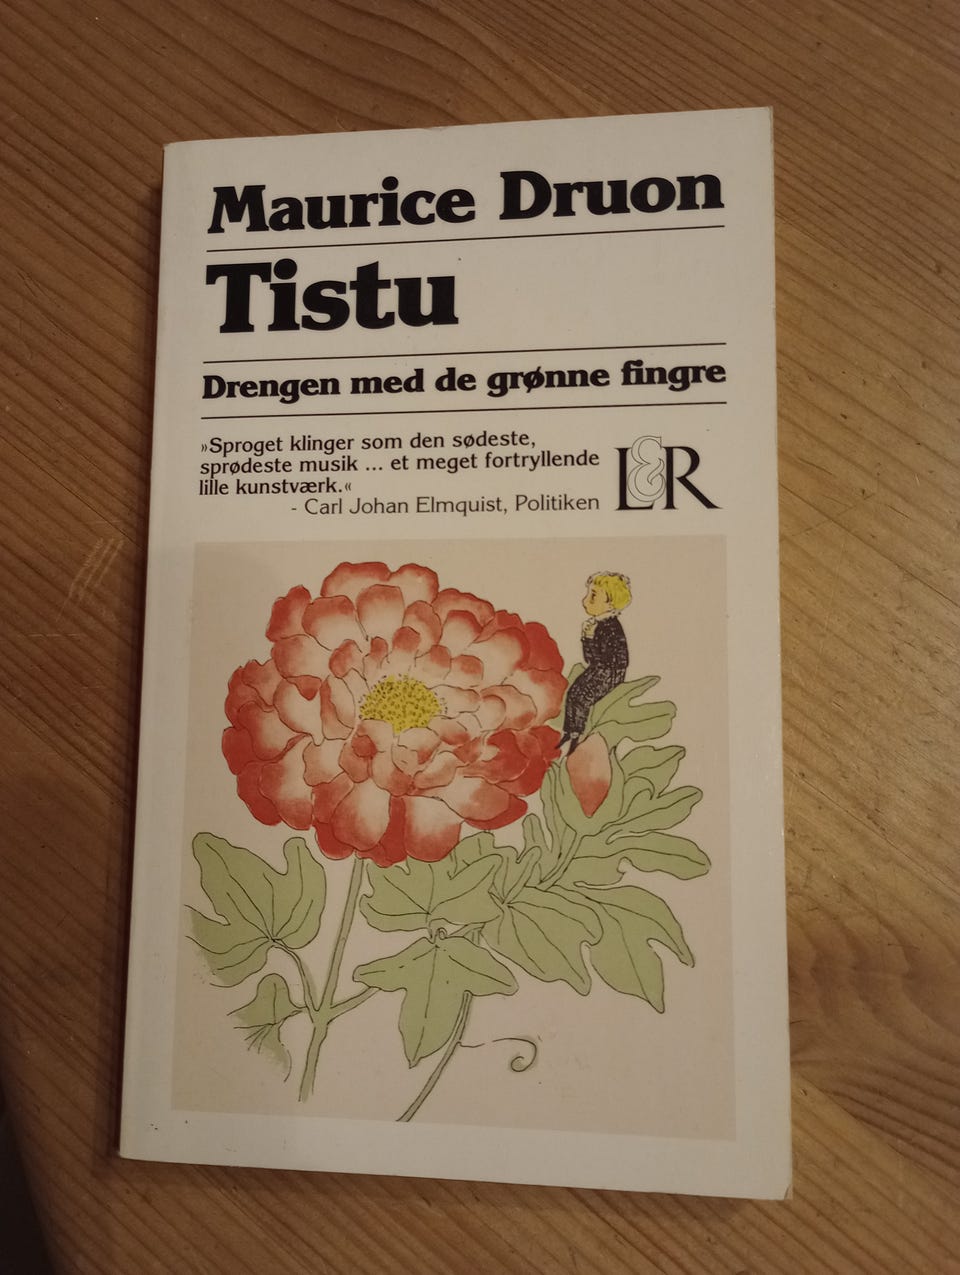 Maurice Druon
Tistu
Drengen med de grønne fingre
»Sproget klinger som den sødeste,
sprødeste musik ... et meget fortryllende
lille kunstværk.«
- Carl Johan Elmquist, Politiken
L&R